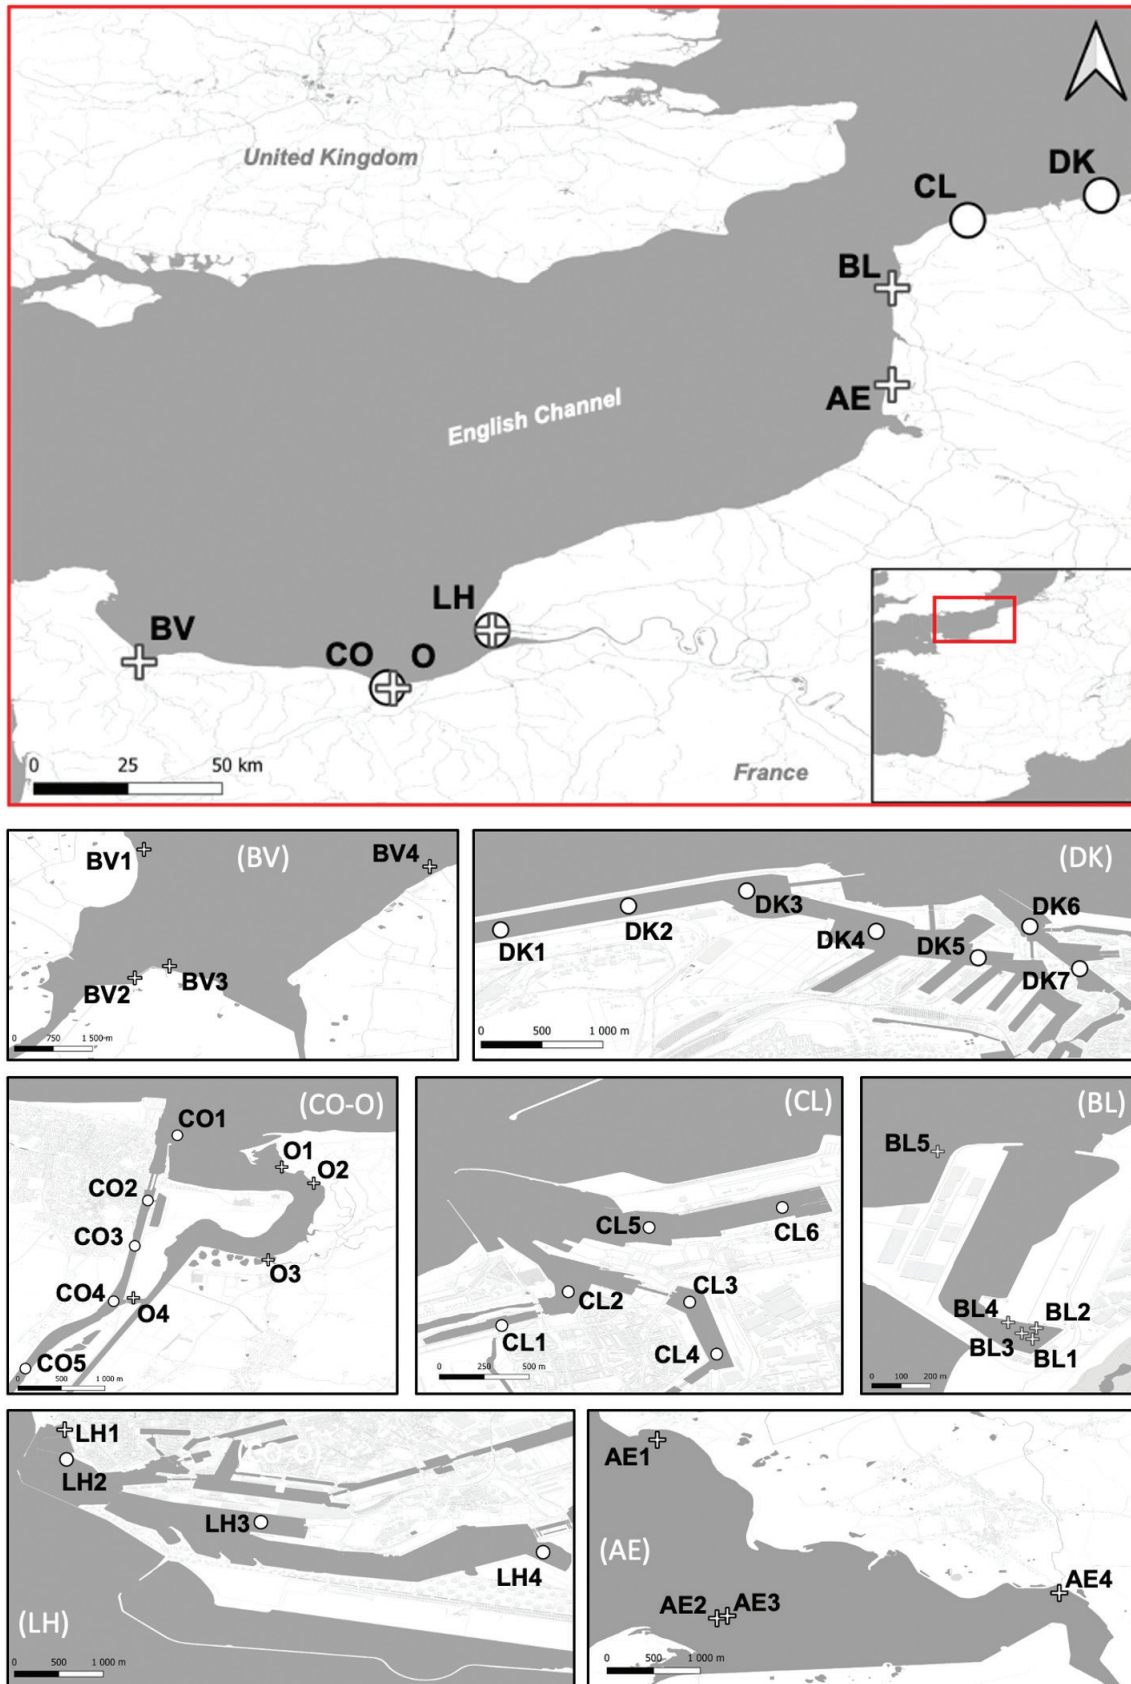 United Kingdom
DK
CL
BL
AE
English Channel
LH
BV
CO O
0 25 50 km
France
BV1
(BV)
BV4
BV2
BV3
0 750 1 500 m
(DK)
DK1
DK2
DK3
DK4
DK5
DK6
DK7
0 500 1 000 m
(CO-O)
CO1
O1
O2
CO2
CO3
O3
CO4
O4
CO5
0 500 1 000 m
(CL)
CL5
CL6
CL2
CL3
CL1
CL4
0 250 500 m
(BL)
BL5
BL4
BL2
BL3
BL1
0 100 200 m
LH1
LH2
LH3
LH4
(LH)
0 500 1 000 m
AE1
(AE)
AE2
AE3
AE4
0 500 1 000 m